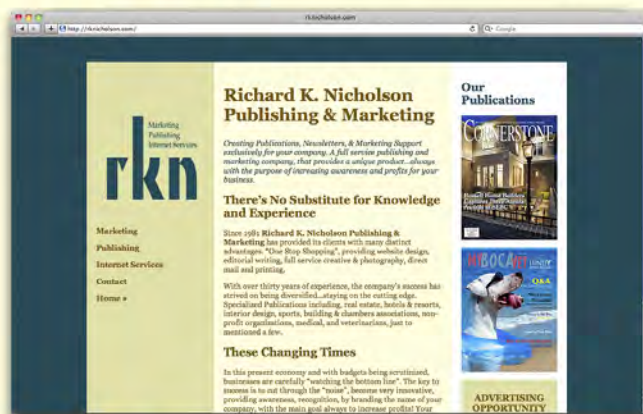 rknicholson.com
http://rknicholson.com/
Google
Marketing
Publishing
Internet Services
rkn
Marketing
Publishing
Internet Services
Contact
Home »
Richard K. Nicholson
Publishing & Marketing
Creating Publications, Newsletters, & Marketing Support
exclusively for your company. A full service publishing and
marketing company, that provides a unique product...always
with the purpose of increasing awareness and profits for your
business.
There's No Substitute for Knowledge
and Experience
Since 1981 Richard K. Nicholson Publishing &
Marketing has provided its clients with many distinct
advantages. "One Stop Shopping", providing website design,
editorial writing, full service creative & photography, direct
mail and printing.
With over thirty years of experience, the company's success has
strived on being diversified...staying on the cutting edge.
Specialized Publications including, real estate, hotels & resorts,
interior design, sports, building & chambers associations, non-
profit organizations, medical, and veterinarians, just to
mentioned a few.
These Changing Times
In this present economy and with budgets being scrutinized,
businesses are carefully "watching the bottom line". The key to
success is to cut through the "noise", become very innovative,
providing awareness, recognition, by branding the name of your
company, with the main goal always to increase profits! Your
Our
Publications
CORNERSTONE
Q&A
ADVERTISING
OPPORTUNITY